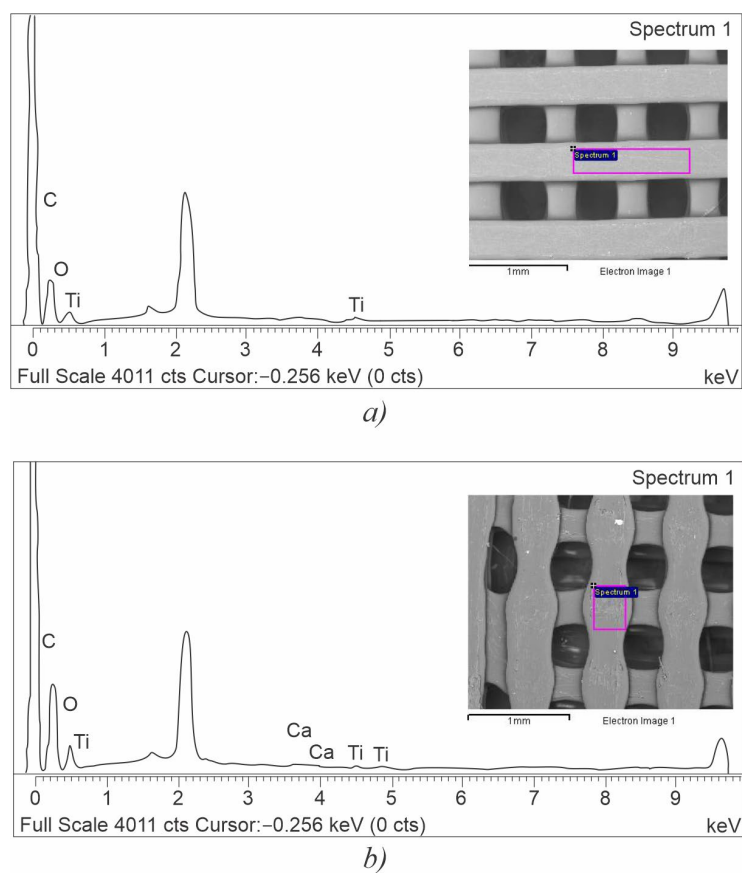 Spectrum 1
C
O
Ti
Ti
Spectrum 1
1mm Electron Image 1
0 1 2 3 4 5 6 7 8 9
Full Scale 4011 cts Cursor:−0.256 keV (0 cts) keV
a)
Spectrum 1
C
O
Ti
Ca
Ca
Ti
Ti
Spectrum 1
1mm Electron Image 1
0 1 2 3 4 5 6 7 8 9
Full Scale 4011 cts Cursor:−0.256 keV (0 cts) keV
b)